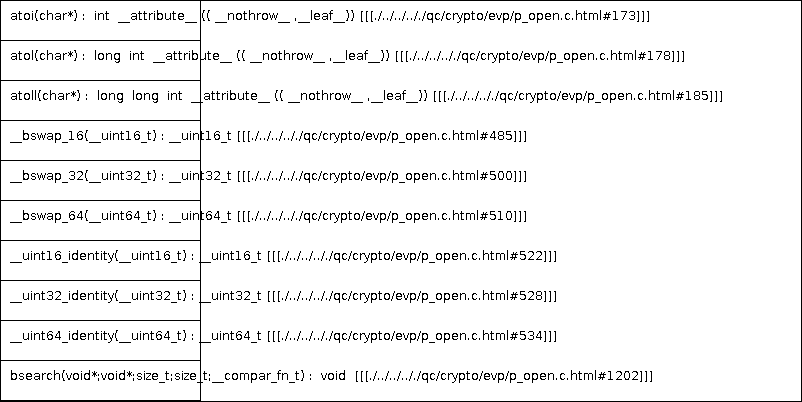 atoi(char*) : int __attribute__ (( __nothrow__ ,__leaf__)) [[[./../../././qc/crypto/evp/p_open.c.html#173]]]
atol(char*) : long int __attribute__ (( __nothrow__ ,__leaf__)) [[[./../../././qc/crypto/evp/p_open.c.html#178]]]
atoll(char*) : long long int __attribute__ (( __nothrow__ ,__leaf__)) [[[./../../././qc/crypto/evp/p_open.c.html#185]]]
__bswap_16(__uint16_t) : __uint16_t [[[./../../././qc/crypto/evp/p_open.c.html#485]]]
__bswap_32(__uint32_t) : __uint32_t [[[./../../././qc/crypto/evp/p_open.c.html#500]]]
__bswap_64(__uint64_t) : __uint64_t [[[./../../././qc/crypto/evp/p_open.c.html#510]]]
__uint16_identity(__uint16_t) : __uint16_t [[[./../../././qc/crypto/evp/p_open.c.html#522]]]
__uint32_identity(__uint32_t) : __uint32_t [[[./../../././qc/crypto/evp/p_open.c.html#528]]]
__uint64_identity(__uint64_t) : __uint64_t [[[./../../././qc/crypto/evp/p_open.c.html#534]]]
bsearch(void*;void*;size_t;size_t;__compar_fn_t) : void [[[./../../././qc/crypto/evp/p_open.c.html#1202]]]